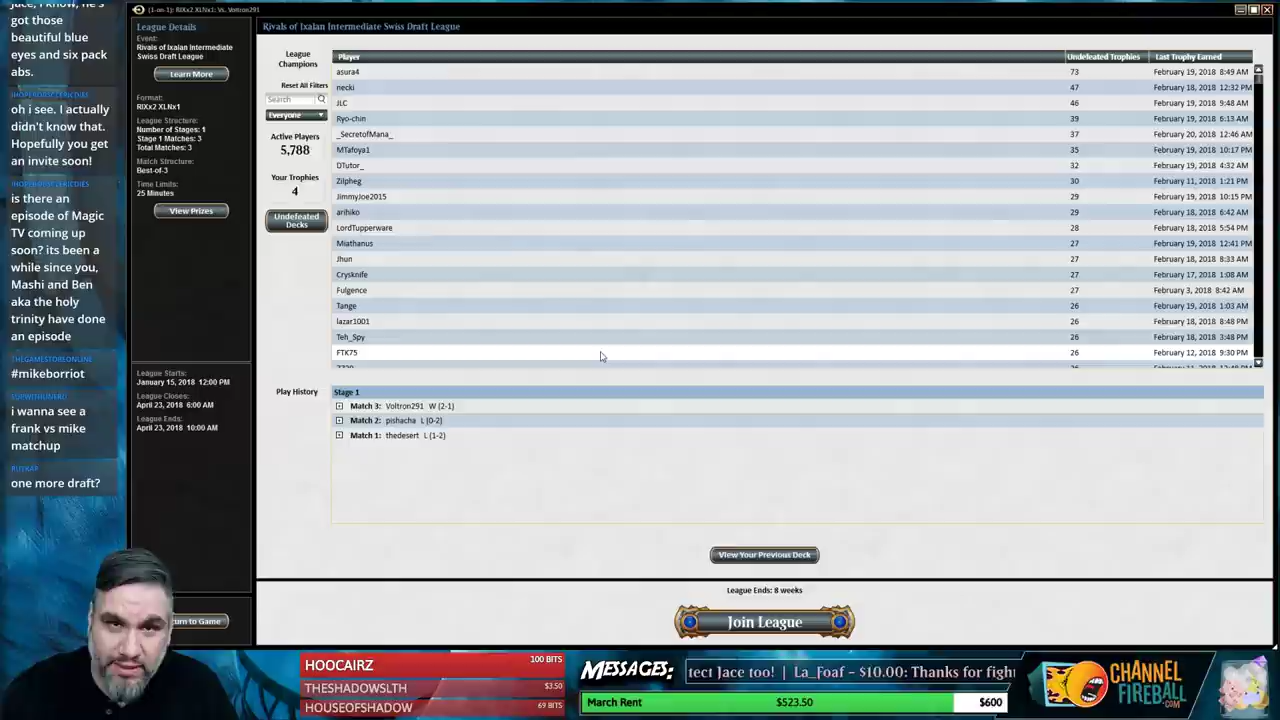 (1-on-1): RIXx2 XLNx1: Vs. Voltron291
Jace, I know, he's
got those
beautiful blue
eyes and six pack
abs.
oh i see. I actually
didn't know that.
Hopefully you get
an invite soon!
is there an
episode of Magic
TV coming up
soon? its been a
while since you,
Mashi and Ben
aka the holy
trinity have done
an episode
THEGAMESTOREONLINE
#mikeborriot
i wanna see a
frank vs mike
matchup
one more draft?
League Details
Event:
Rivals of Ixalan Intermediate
Swiss Draft League
Learn More
Format:
RIXx2 XLNx1
League Structure:
Number of Stages: 1
Stage 1 Matches: 3
Total Matches: 3
Match Structure:
Best-of-3
Time Limits:
25 Minutes
View Prizes
League Starts:
January 15, 2018 12:00 PM
League Closes:
April 23, 2018 6:00 AM
League Ends:
April 23, 2018 10:00 AM
Rivals of Ixalan Intermediate Swiss Draft League
League
Champions
Reset All Filters
Search
Everyone
Active Players
5,788
Your Trophies
4
Undefeated
Decks
Player Undefeated Trophies Last Trophy Earned
asura4 73 February 19, 2018 8:49 AM
necki 47 February 18, 2018 12:32 PM
JLC 46 February 19, 2018 9:48 AM
Ryo-chin 39 February 19, 2018 6:13 AM
_SecretofMana_ 37 February 20, 2018 12:46 AM
MTafoya1 35 February 19, 2018 10:17 PM
DTutor_ 32 February 19, 2018 4:32 AM
Zilpheg 30 February 11, 2018 1:21 PM
JimmyJoe2015 29 February 19, 2018 10:15 PM
arihiko 29 February 18, 2018 6:42 AM
LordTupperware 28 February 18, 2018 5:54 PM
Miathanus 27 February 19, 2018 12:41 PM
Jhun 27 February 18, 2018 8:33 AM
Crysknife 27 February 17, 2018 1:08 AM
Fulgence 27 February 3, 2018 8:42 AM
Tange 26 February 19, 2018 1:03 AM
lazar1001 26 February 18, 2018 8:48 PM
Teh_Spy 26 February 18, 2018 3:48 PM
FTK75 26 February 12, 2018 9:30 PM
Play History
Stage 1
Match 3: Voltron291 W (2-1)
Match 2: pishacha L (0-2)
Match 1: thedesert L (1-2)
View Your Previous Deck
League Ends: 8 weeks
Join League
urn to Game
HOOCAIRZ 100 BITS
THESHADOWSLTH $3.50
HOUSEOFSHADOW 69 BITS
MESSAGES:
tect Jace too! | La_Foaf – $10.00: Thanks for fight
March Rent $523.50 $600
CHANNEL
FIREBALL
.COM